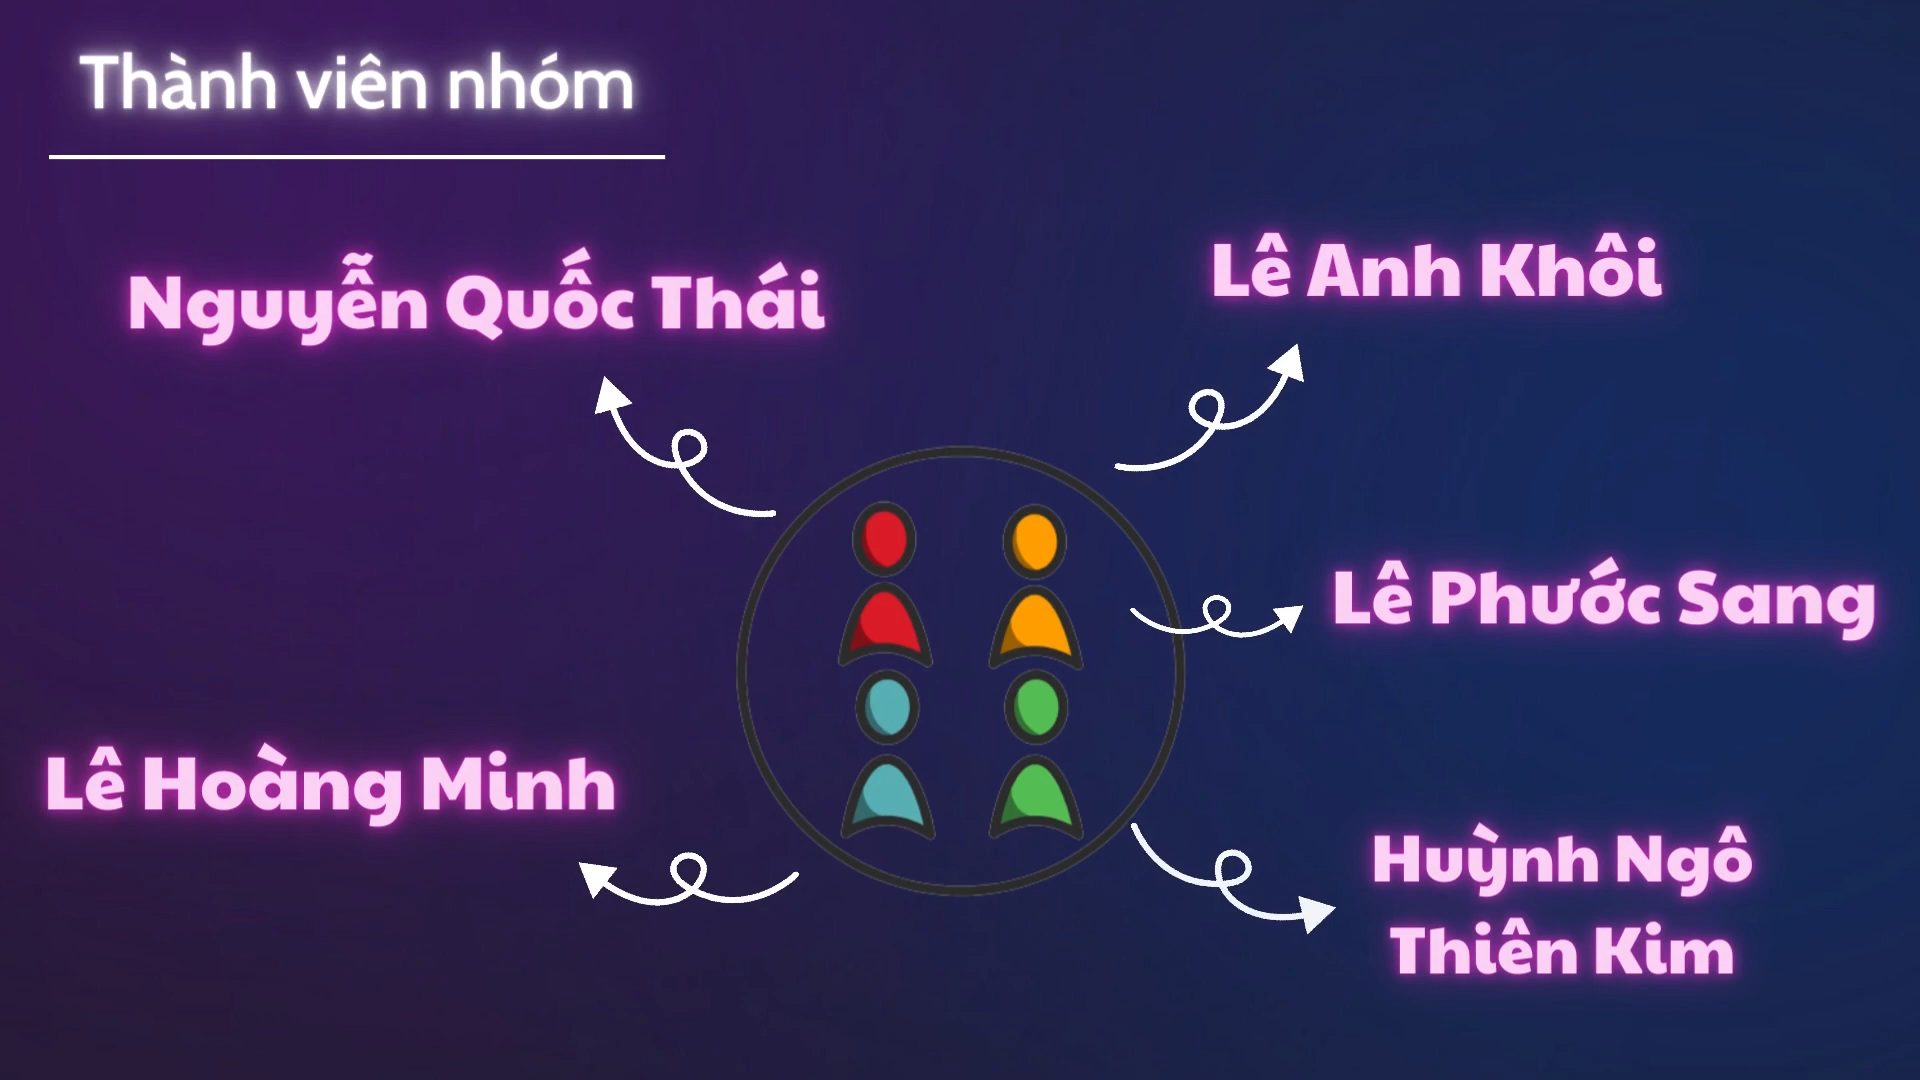 Thành viên nhóm
Nguyễn Quốc Thái
Lê Anh Khôi
Lê Phước Sang
Lê Hoàng Minh
Huỳnh Ngô
Thiên Kim